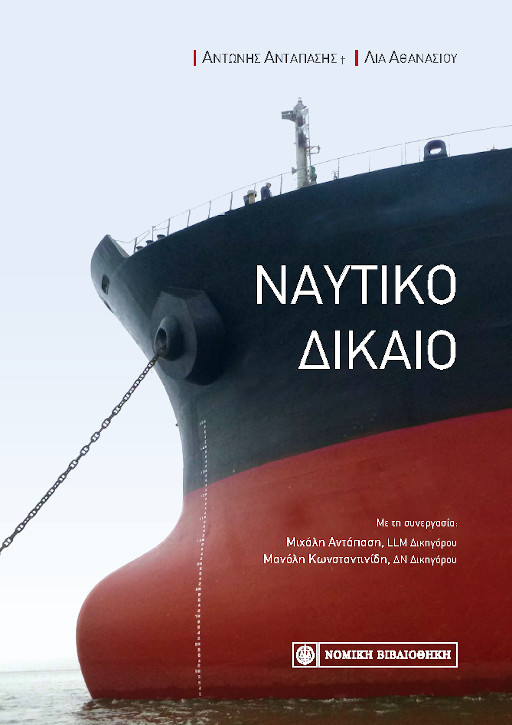 ΑΝΤΩΝΗΣ ΑΝΤΑΠΑΣΗΣ † ΛΙΑ ΑΘΑΝΑΣΙΟΥ
ΝΑΥΤΙΚΟ
ΔΙΚΑΙΟ
Με τη συνεργασία:
Μιχάλη Αντάπαση, LLM Δικηγόρου
Μανόλη Κωνσταντινίδη, ΔΝ Δικηγόρου
ΝΟΜΙΚΗ ΒΙΒΛΙΟΘΗΚΗ